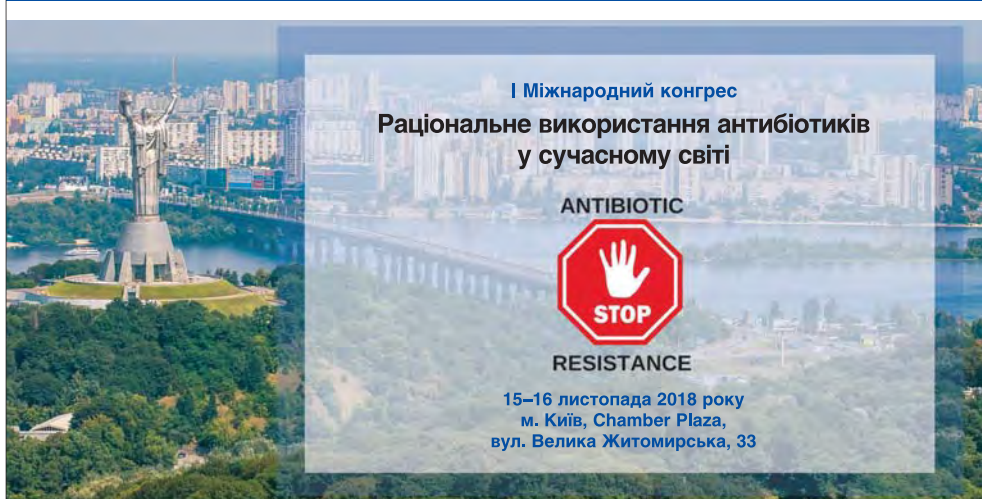 I Міжнародний конгрес
Раціональне використання антибіотиків
у сучасному світі
ANTIBIOTIC
STOP
RESISTANCE
15–16 листопада 2018 року
м. Київ, Chamber Plaza,
вул. Велика Житомирська, 33